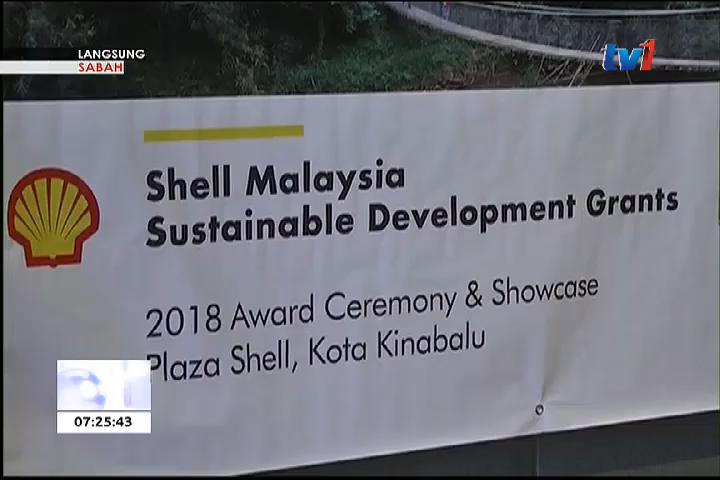 LANGSUNG
SABAH
tv1
Shell Malaysia
Sustainable Development Grants
2018 Award Ceremony & Showcase
Plaza Shell, Kota Kinabalu
07:25:43